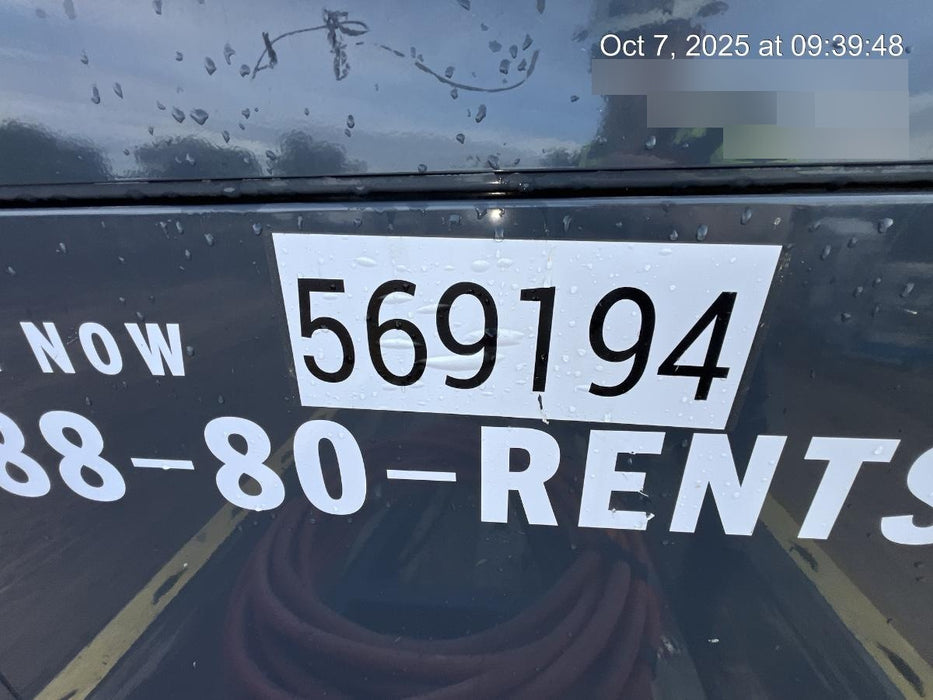 Oct 7, 2025 at 09:39:48
569194
NOW
88-80-RENTS